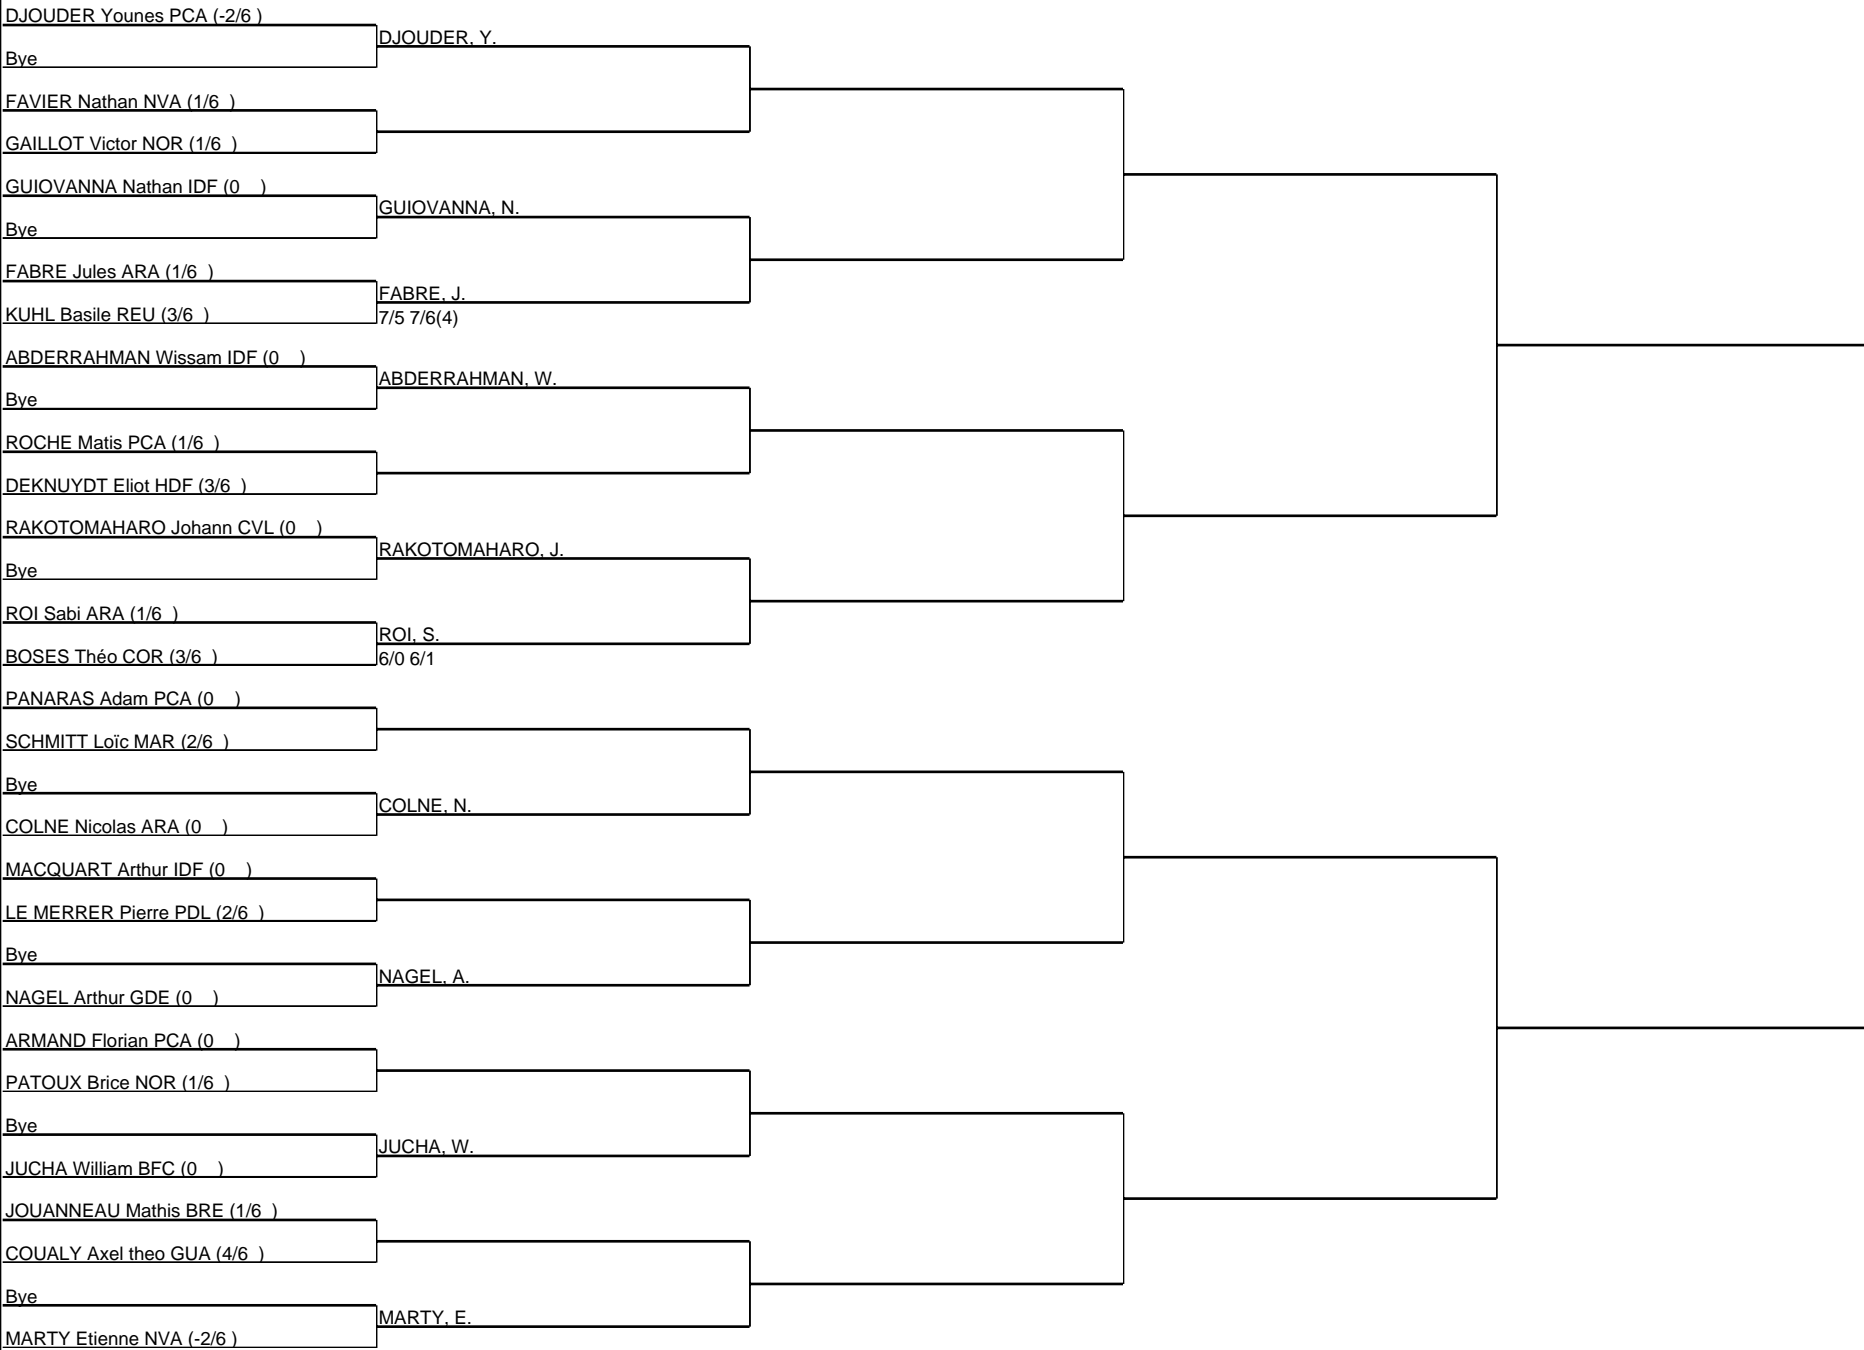 DJOUDER Younes PCA (-2/6 )
DJOUDER, Y.
Bye
FAVIER Nathan NVA (1/6 )
GAILLOT Victor NOR (1/6 )
GUIOVANNA Nathan IDF (0 )
GUIOVANNA, N.
Bye
FABRE Jules ARA (1/6 )
FABRE, J.
KUHL Basile REU (3/6 )
7/5 7/6(4)
ABDERRAHMAN Wissam IDF (0 )
ABDERRAHMAN, W.
Bye
ROCHE Matis PCA (1/6 )
DEKNUYDT Eliot HDF (3/6 )
RAKOTOMAHARO Johann CVL (0 )
RAKOTOMAHARO, J.
Bye
ROI Sabi ARA (1/6 )
ROI, S.
BOSES Théo COR (3/6 )
6/0 6/1
PANARAS Adam PCA (0 )
SCHMITT Loïc MAR (2/6 )
Bye
COLNE, N.
COLNE Nicolas ARA (0 )
MACQUART Arthur IDF (0 )
LE MERRER Pierre PDL (2/6 )
Bye
NAGEL, A.
NAGEL Arthur GDE (0 )
ARMAND Florian PCA (0 )
PATOUX Brice NOR (1/6 )
Bye
JUCHA, W.
JUCHA William BFC (0 )
JOUANNEAU Mathis BRE (1/6 )
COUALY Axel theo GUA (4/6 )
Bye
MARTY, E.
MARTY Etienne NVA (-2/6 )